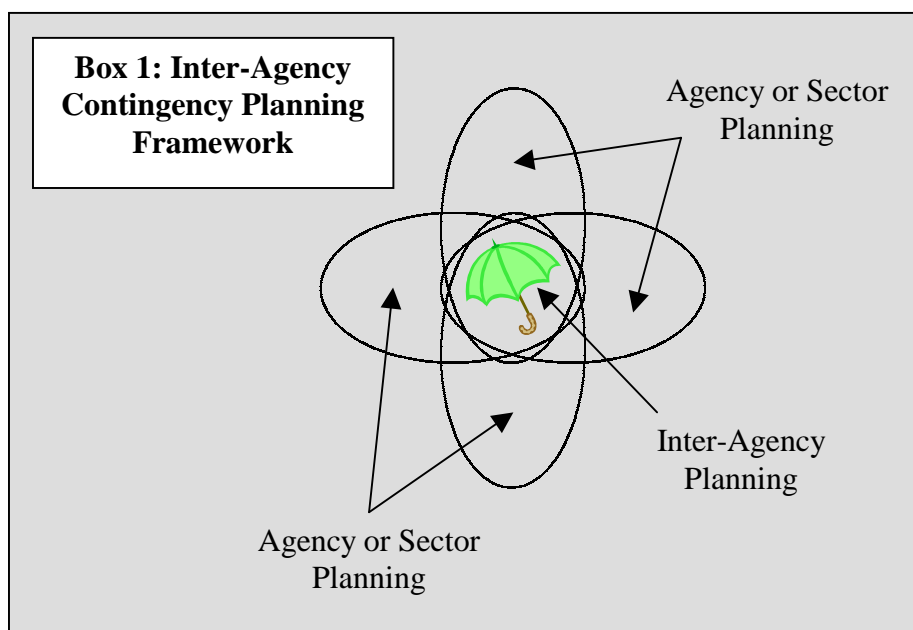 Box 1: Inter-Agency
Contingency Planning
Framework
Agency or Sector
Planning
Inter-Agency
Planning
Agency or Sector
Planning